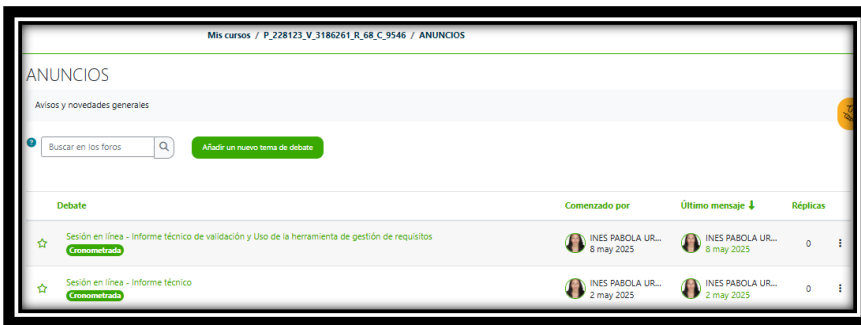 Mis cursos / P_228123_V_3186261_R_68_C_9546 / ANUNCIOS
ANUNCIOS
Avisos y novedades generales
? Buscar en los foros Añadir un nuevo tema de debate
Debate Comenzado por Último mensaje ↓ Réplicas
Sesión en línea - Informe técnico de validación y Uso de la herramienta de gestión de requisitos
Cronometrada
INES PABOLA UR... INES PABOLA UR... 0
8 may 2025 8 may 2025
Sesión en línea - Informe técnico
Cronometrada
INES PABOLA UR... INES PABOLA UR... 0
2 may 2025 2 may 2025